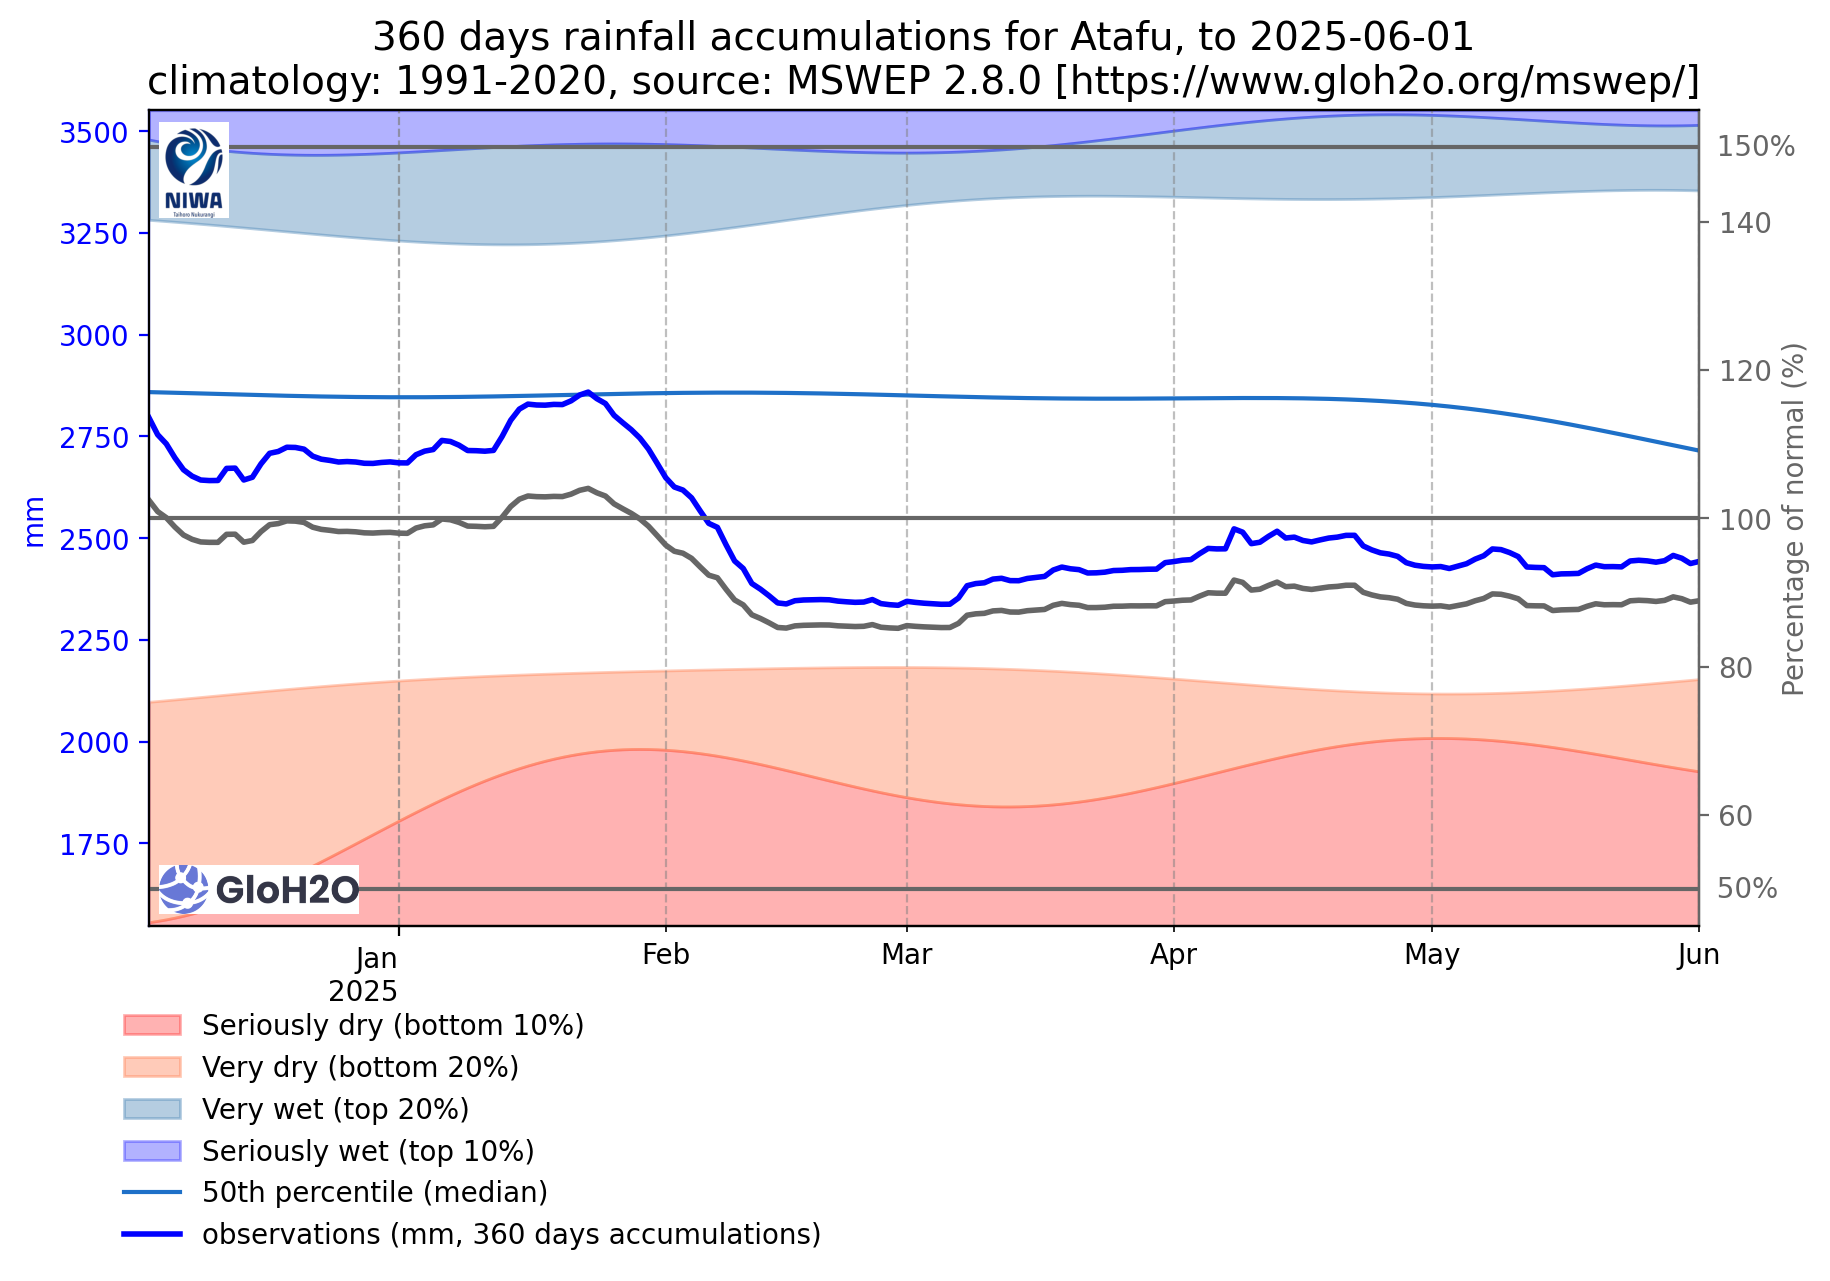 360 days rainfall accumulations for Atafu, to 2025-06-01
climatology: 1991-2020, source: MSWEP 2.8.0 [https://www.gloh2o.org/mswep/]
3500
3250
3000
2750
2500
2250
2000
1750
mm
NIWA
Taihoro Nukurangi
GloH2O
150%
140
120
100
80
60
50%
Percentage of normal (%)
Jan
2025
Feb
Mar
Apr
May
Jun
Seriously dry (bottom 10%)
Very dry (bottom 20%)
Very wet (top 20%)
Seriously wet (top 10%)
50th percentile (median)
observations (mm, 360 days accumulations)